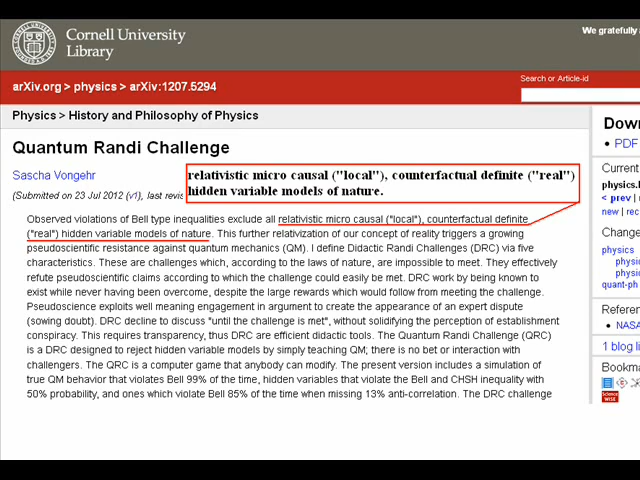 Cornell University
Library
We gratefully
arXiv.org > physics > arXiv:1207.5294
Search or Article-id
Physics > History and Philosophy of Physics
Quantum Randi Challenge
Sascha Vongehr
(Submitted on 23 Jul 2012 (v1), last revis
relativistic micro causal ("local"), counterfactual definite ("real")
hidden variable models of nature.
Observed violations of Bell type inequalities exclude all relativistic micro causal ("local), counterfactual definite
("real") hidden variable models of nature. This further relativization of our concept of reality triggers a growing
pseudoscientific resistance against quantum mechanics (QM). I define Didactic Randi Challenges (DRC) via five
characteristics. These are challenges which, according to the laws of nature, are impossible to meet. They effectively
refute pseudoscientific claims according to which the challenge could easily be met. DRC work by being known to
exist while never having been overcome, despite the large rewards which would follow from meeting the challenge.
Pseudoscience exploits well meaning engagement in argument to create the appearance of an expert dispute
(sowing doubt). DRC decline to discuss "until the challenge is met", without solidifying the perception of establishment
conspiracy. This requires transparency, thus DRC are efficient didactic tools. The Quantum Randi Challenge (QRC)
is a DRC designed to reject hidden variable models by simply teaching QM; there is no bet or interaction with
challengers. The QRC is a computer game that anybody can modify. The present version includes a simulation of
true QM behavior that violates Bell 99% of the time, hidden variables that violate the Bell and CHSH inequality with
50% probability, and ones which violate Bell 85% of the time when missing 13% anti-correlation. The DRC challenge
Down
• PDF
Current
physics.h
< prev |
new | rec
Change
physics
physi
physi
quant-ph
Referen
• NASA
1 blog li
Bookma
Science
WISE